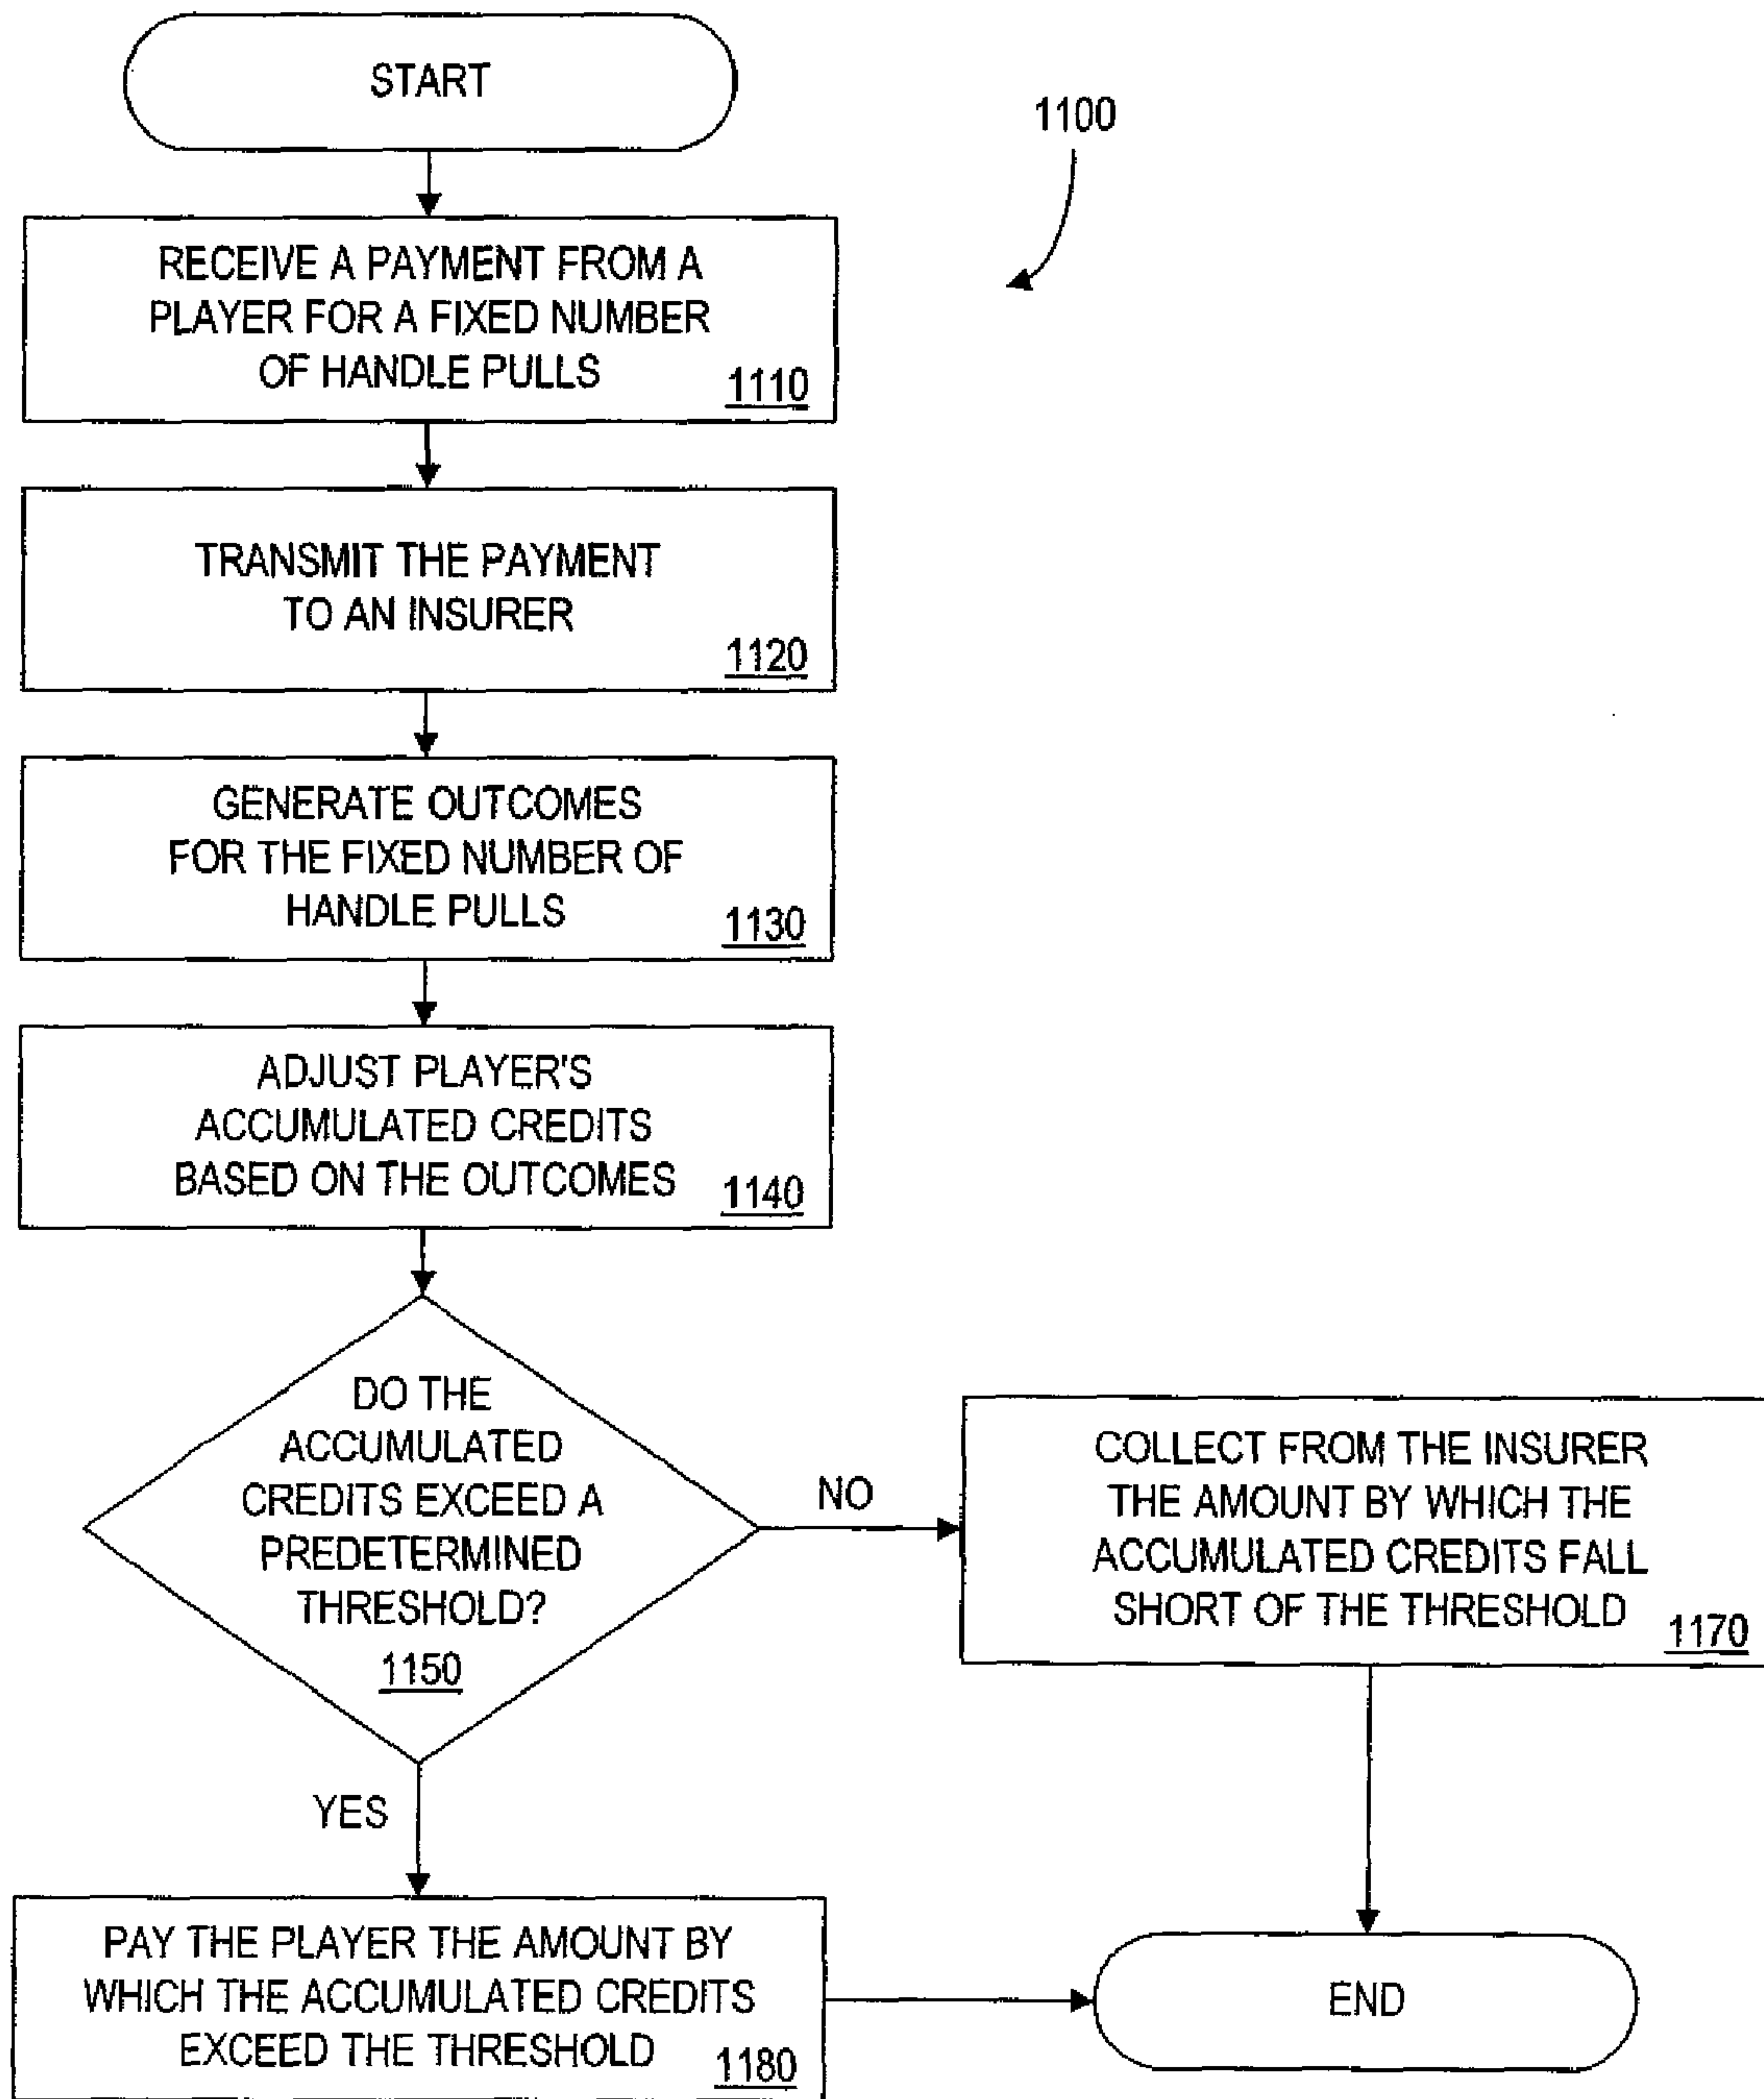 START
1100
RECEIVE A PAYMENT FROM A
PLAYER FOR A FIXED NUMBER
OF HANDLE PULLS
1110
TRANSMIT THE PAYMENT
TO AN INSURER
1120
GENERATE OUTCOMES
FOR THE FIXED NUMBER OF
HANDLE PULLS
1130
ADJUST PLAYER'S
ACCUMULATED CREDITS
BASED ON THE OUTCOMES
1140
DO THE
ACCUMULATED
CREDITS EXCEED A
PREDETERMINED
THRESHOLD?
1150
NO
COLLECT FROM THE INSURER
THE AMOUNT BY WHICH THE
ACCUMULATED CREDITS FALL
SHORT OF THE THRESHOLD
1170
YES
PAY THE PLAYER THE AMOUNT BY
WHICH THE ACCUMULATED CREDITS
EXCEED THE THRESHOLD
1180
END